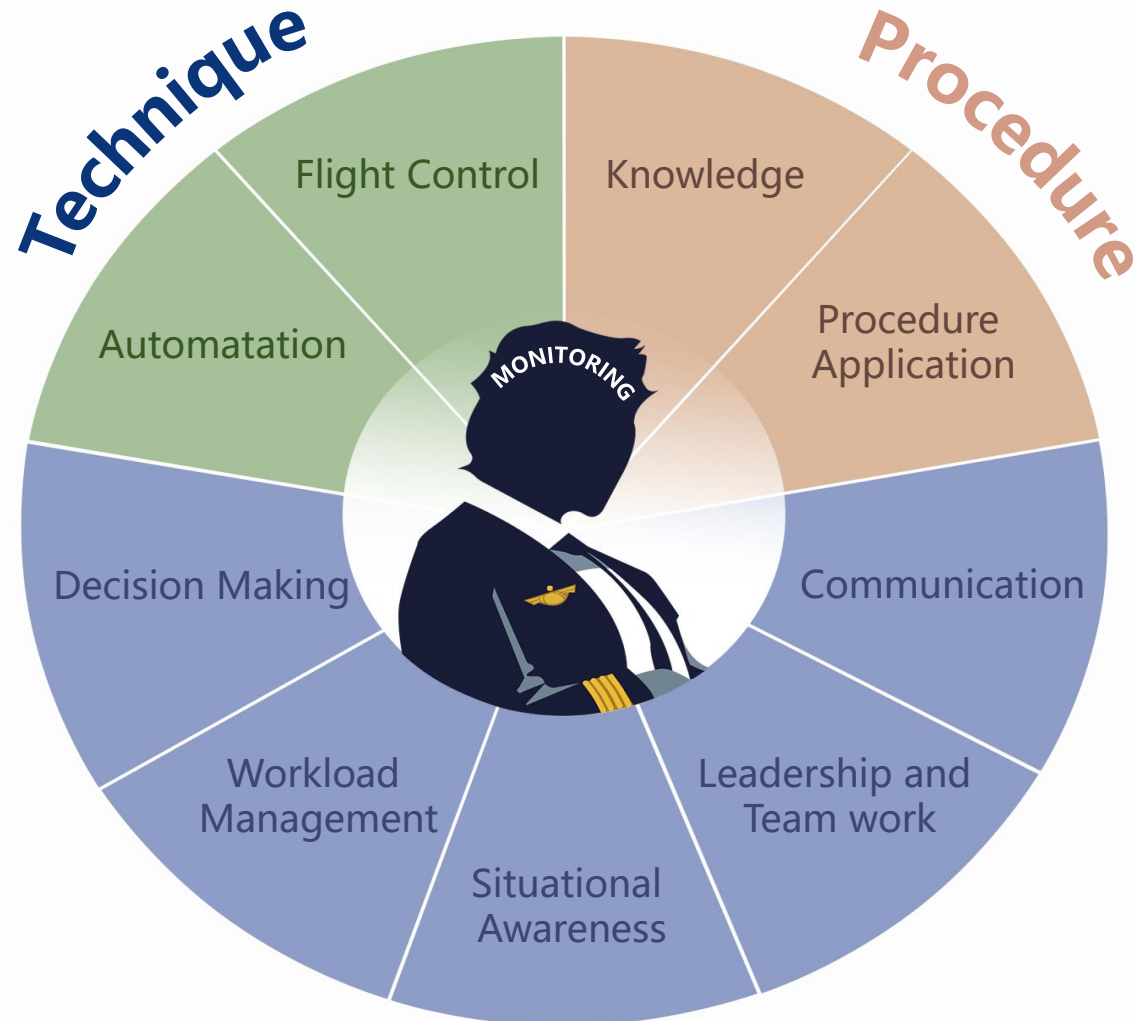 Technique
Procedure
Flight Control
Knowledge
Automatation
Procedure
Application
MONITORING
Decision Making
Communication
Workload
Management
Leadership and
Team work
Situational
Awareness